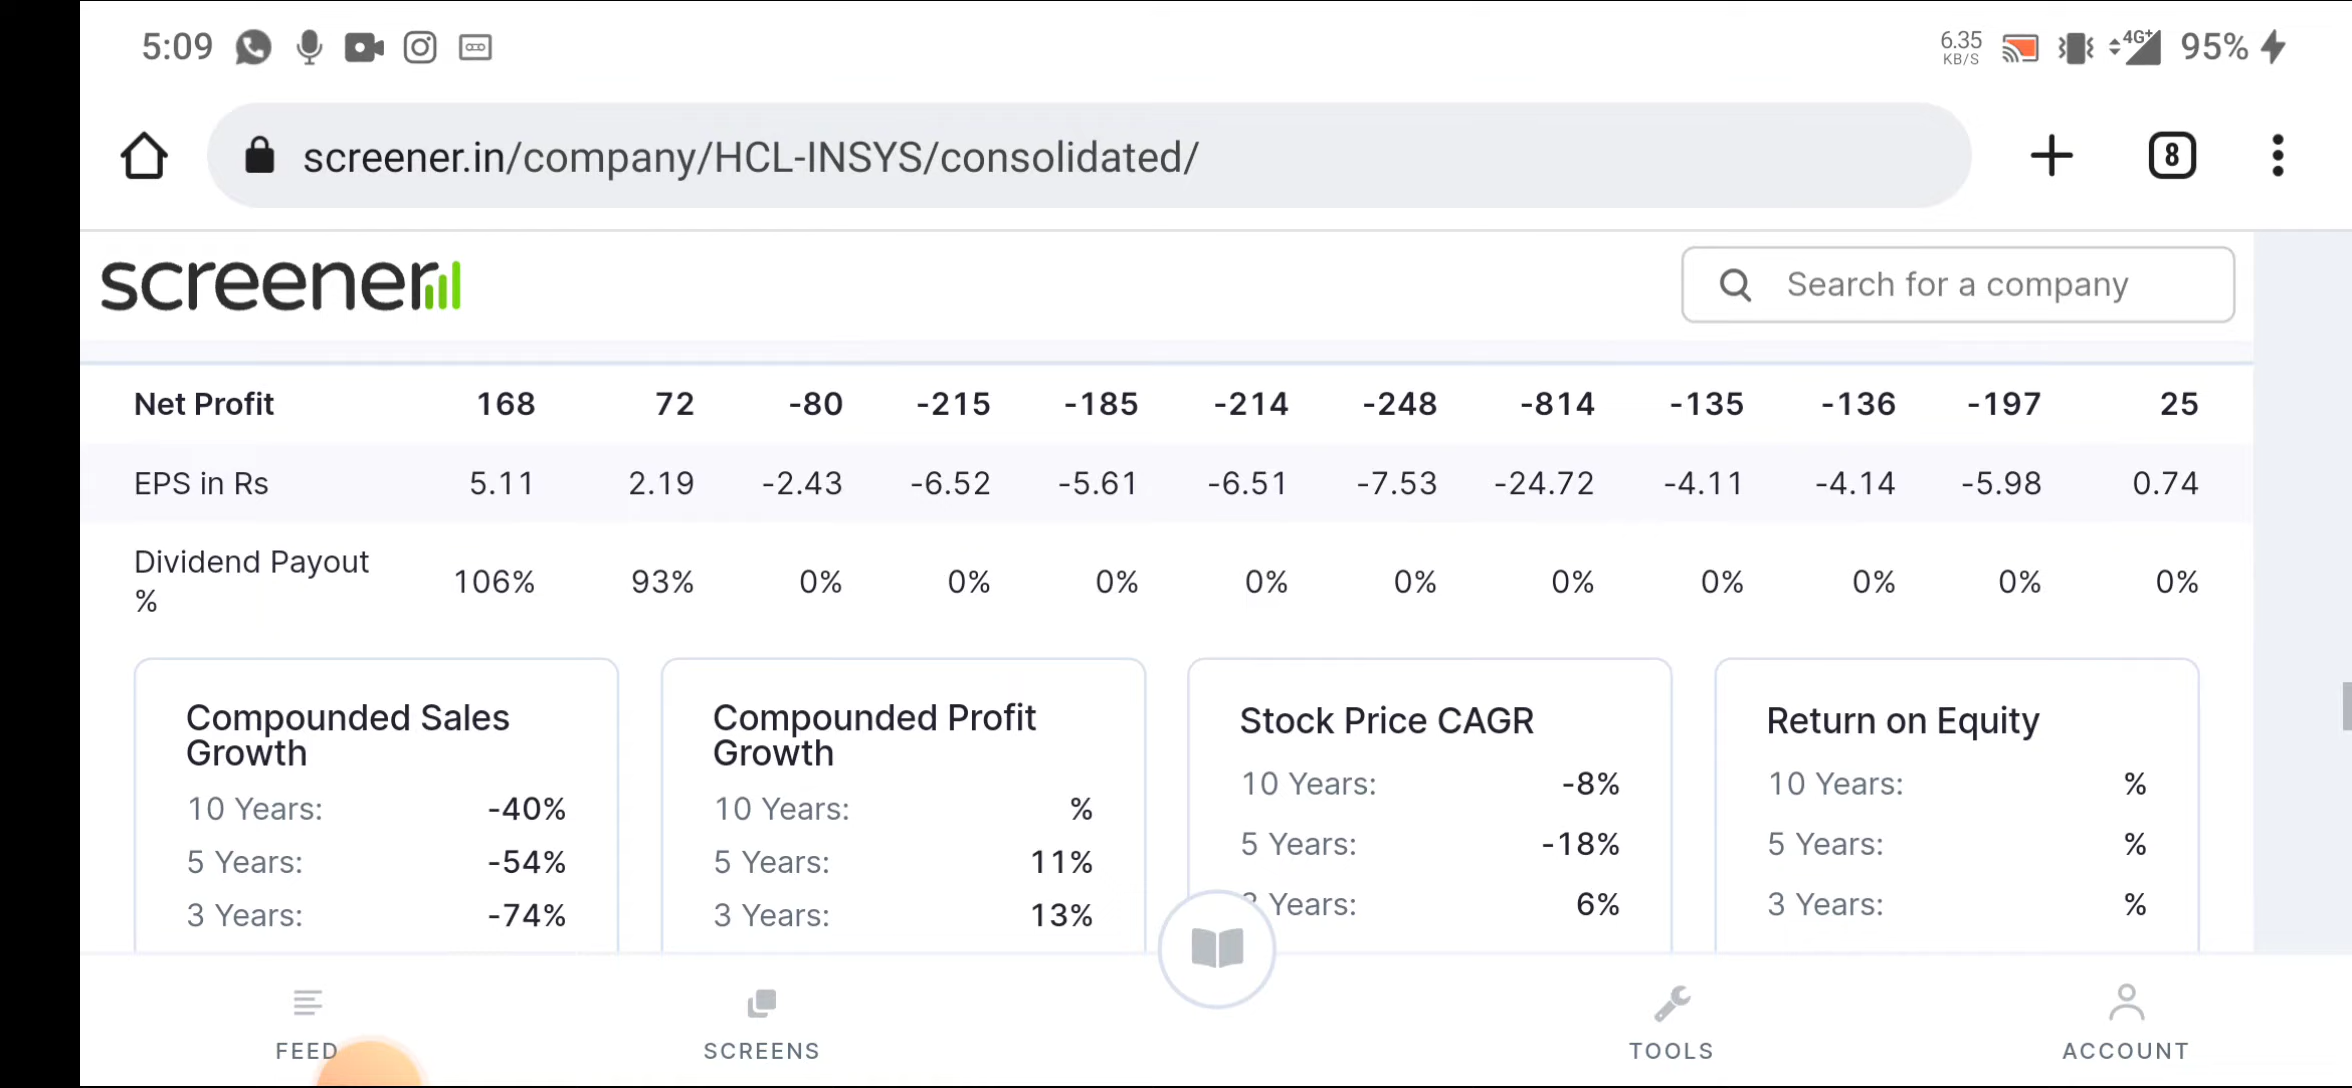 5:09
6.35
KB/S
4G+
95%
screener.in/company/HCL-INSYS/consolidated/
8
screener
Search for a company
Net Profit 168 72 -80 -215 -185 -214 -248 -814 -135 -136 -197 25
EPS in Rs 5.11 2.19 -2.43 -6.52 -5.61 -6.51 -7.53 -24.72 -4.11 -4.14 -5.98 0.74
Dividend Payout
% 106% 93% 0% 0% 0% 0% 0% 0% 0% 0% 0% 0%
Compounded Sales
Growth
10 Years: -40%
5 Years: -54%
3 Years: -74%
Compounded Profit
Growth
10 Years: %
5 Years: 11%
3 Years: 13%
Stock Price CAGR
10 Years: -8%
5 Years: -18%
Years: 6%
Return on Equity
10 Years: %
5 Years: %
3 Years: %
FEED
SCREENS
TOOLS
ACCOUNT